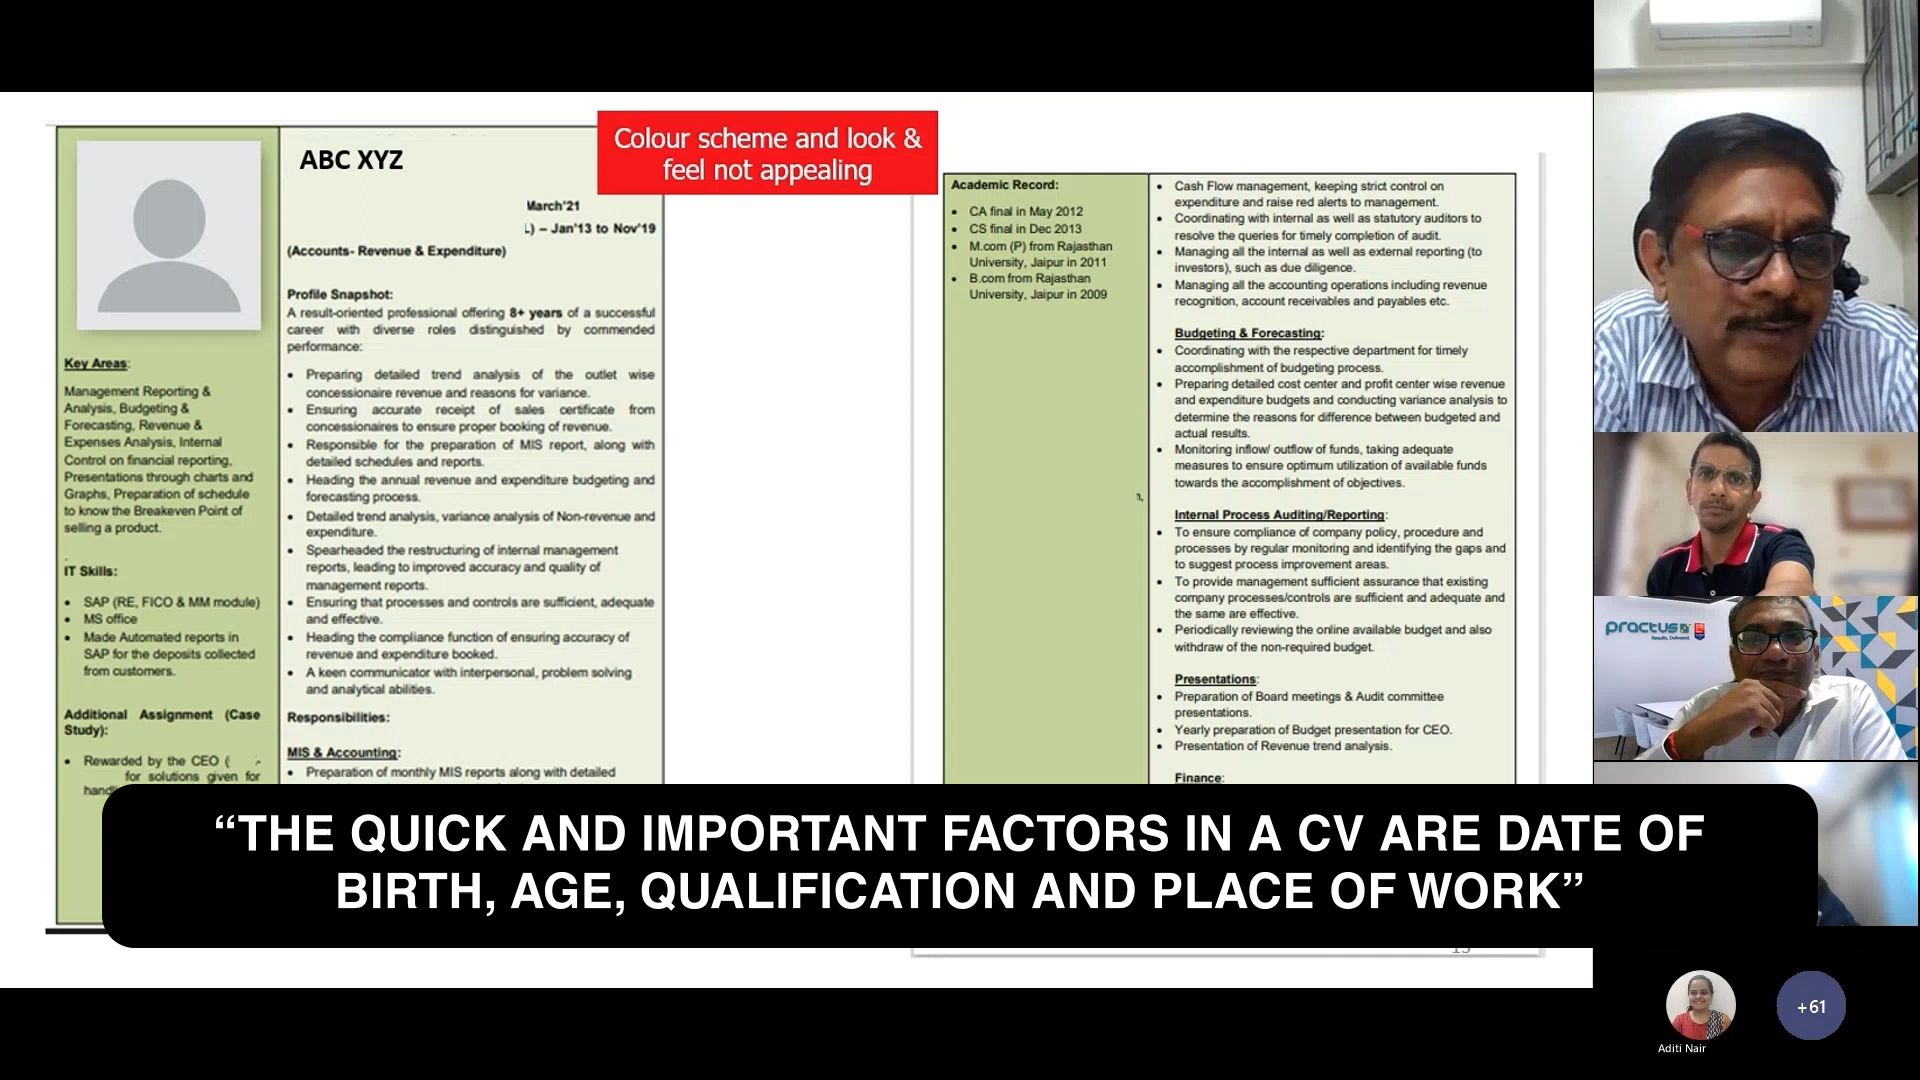 Colour scheme and look &
feel not appealing
ABC XYZ
March'21
) – Jan'13 to Nov'19
(Accounts- Revenue & Expenditure)
Profile Snapshot:
A result-oriented professional offering 8+ years of a successful
career with diverse roles distinguished by commended
performance:
• Preparing detailed trend analysis of the outlet wise
concessionaire revenue and reasons for variance.
• Ensuring accurate receipt of sales certificate from
concessionaires to ensure proper booking of revenue.
• Responsible for the preparation of MIS report, along with
detailed schedules and reports.
• Heading the annual revenue and expenditure budgeting and
forecasting process.
• Detailed trend analysis, variance analysis of Non-revenue and
expenditure.
• Spearheaded the restructuring of internal management
reports, leading to improved accuracy and quality of
management reports.
• Ensuring that processes and controls are sufficient, adequate
and effective.
• Heading the compliance function of ensuring accuracy of
revenue and expenditure booked.
• A keen communicator with interpersonal, problem solving
and analytical abilities.
Responsibilities:
MIS & Accounting:
• Preparation of monthly MIS reports along with detailed
Key Areas:
Management Reporting &
Analysis, Budgeting &
Forecasting, Revenue &
Expenses Analysis, Internal
Control on financial reporting,
Presentations through charts and
Graphs, Preparation of schedule
to know the Breakeven Point of
selling a product.
.
IT Skills:
• SAP (RE, FICO & MM module)
• MS office
• Made Automated reports in
SAP for the deposits collected
from customers.
Additional Assignment (Case
Study):
• Rewarded by the CEO (
for solutions given for
Academic Record:
• CA final in May 2012
• CS final in Dec 2013
• M.com (P) from Rajasthan
University, Jaipur in 2011
• B.com from Rajasthan
University, Jaipur in 2009
• Cash Flow management, keeping strict control on
expenditure and raise red alerts to management.
• Coordinating with internal as well as statutory auditors to
resolve the queries for timely completion of audit.
• Managing all the internal as well as external reporting (to
investors), such as due diligence.
• Managing all the accounting operations including revenue
recognition, account receivables and payables etc.
Budgeting & Forecasting:
• Coordinating with the respective department for timely
accomplishment of budgeting process.
• Preparing detailed cost center and profit center wise revenue
and expenditure budgets and conducting variance analysis to
determine the reasons for difference between budgeted and
actual results.
• Monitoring inflow/ outflow of funds, taking adequate
measures to ensure optimum utilization of available funds
towards the accomplishment of objectives.
Internal Process Auditing/Reporting:
• To ensure compliance of company policy, procedure and
processes by regular monitoring and identifying the gaps and
to suggest process improvement areas.
• To provide management sufficient assurance that existing
company processes/controls are sufficient and adequate and
the same are effective.
• Periodically reviewing the online available budget and also
withdraw of the non-required budget.
Presentations:
• Preparation of Board meetings & Audit committee
presentations.
• Yearly preparation of Budget presentation for CEO.
• Presentation of Revenue trend analysis.
Finance:
“THE QUICK AND IMPORTANT FACTORS IN A CV ARE DATE OF
BIRTH, AGE, QUALIFICATION AND PLACE OF WORK”
practus
Results. Delivered.
Aditi Nair
+61